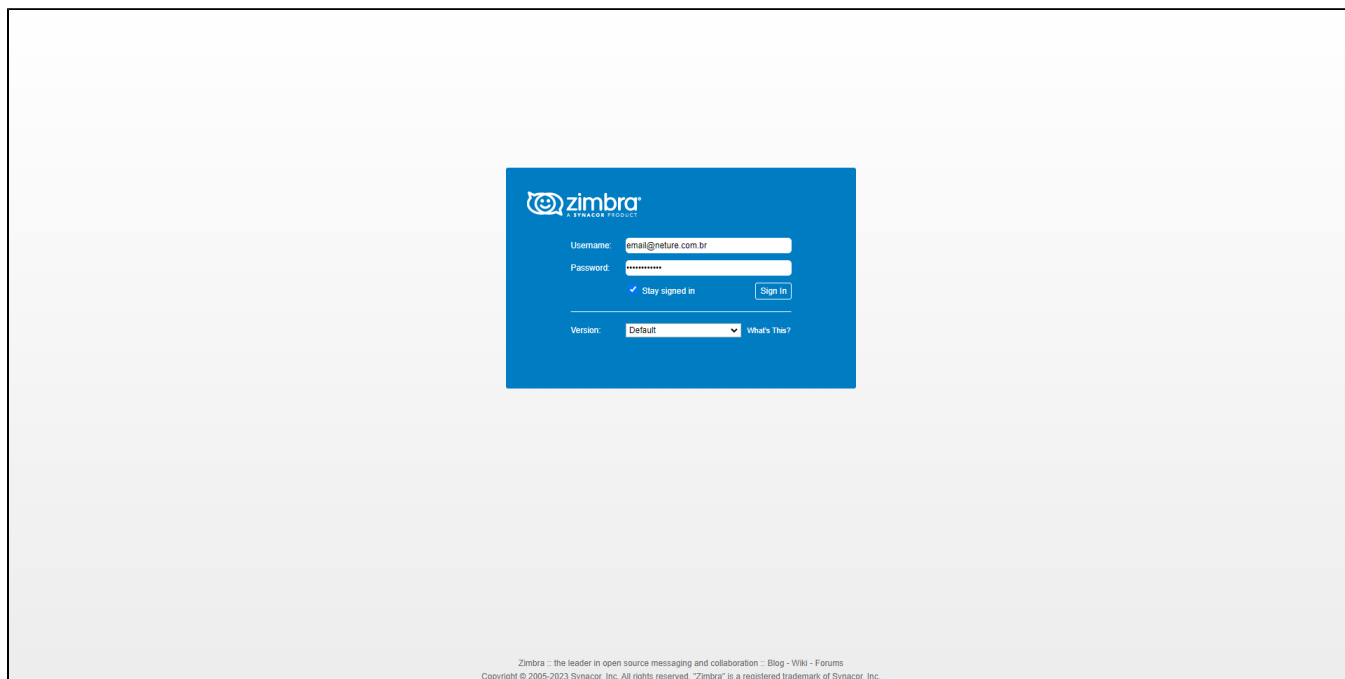 zimbra®
A SYNACOR PRODUCT
Username: email@neture.com.br
Password: ••••••••••••
Stay signed in Sign In
Version: Default What's This?
Zimbra :: the leader in open source messaging and collaboration :: Blog - Wiki - Forums
Copyright © 2005-2023 Synacor, Inc. All rights reserved. "Zimbra" is a registered trademark of Synacor, Inc.